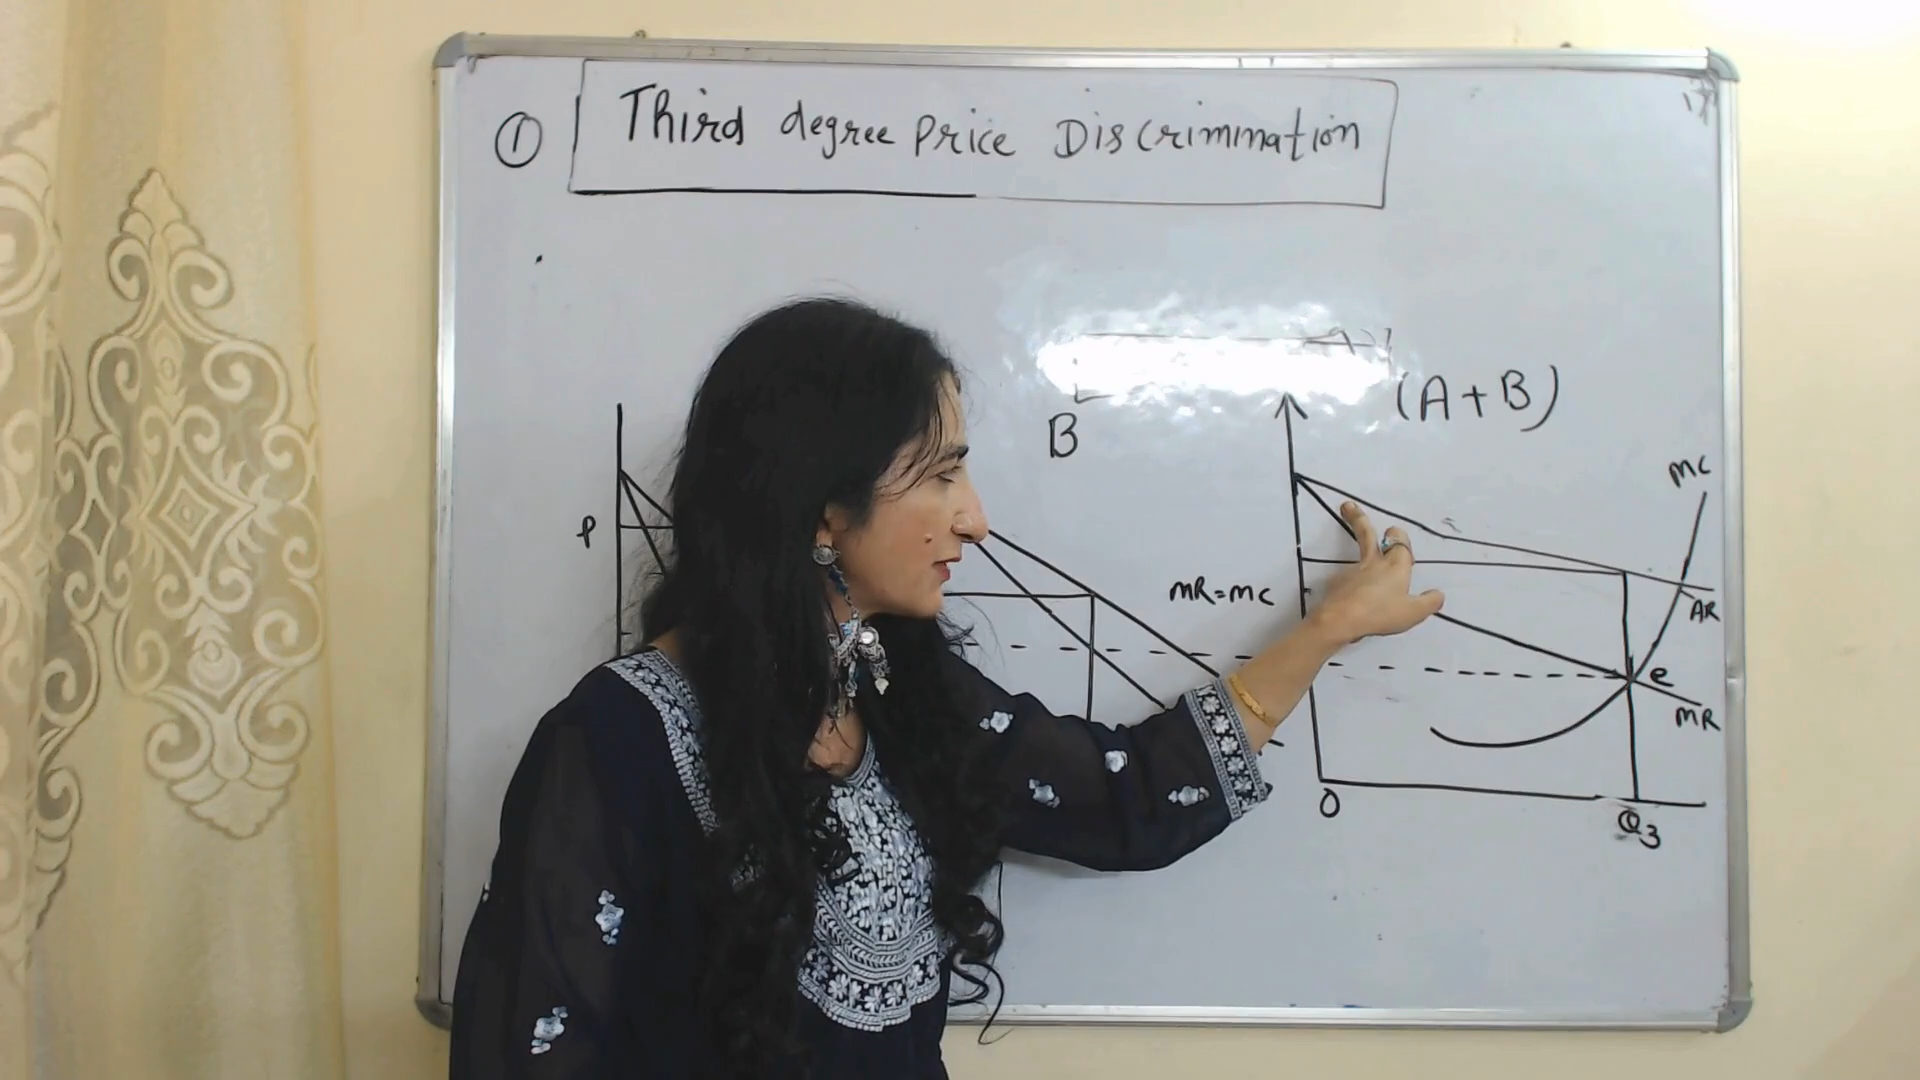 ① Third degree Price Discrimination
(A+B)
B
MC
P
MR=MC
AR
e
MR
O
Q3